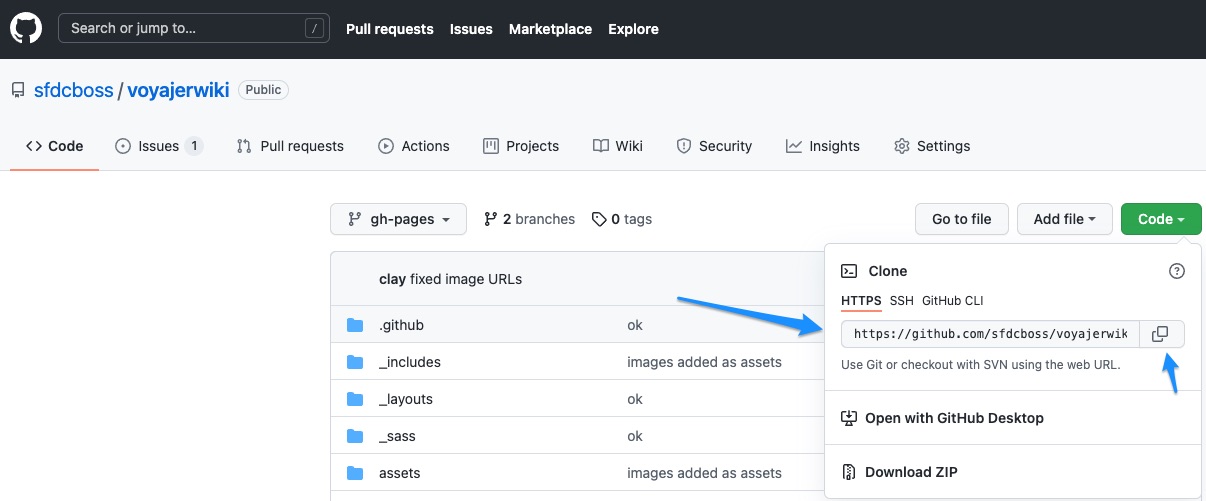 Search or jump to... /
Pull requests Issues Marketplace Explore
sfdcboss / voyajerwiki Public
Code Issues 1 Pull requests Actions Projects Wiki Security Insights Settings
gh-pages 2 branches 0 tags Go to file Add file Code
clay fixed image URLs
.github ok
_includes images added as assets
_layouts ok
_sass ok
assets images added as assets
Clone
HTTPS SSH GitHub CLI
https://github.com/sfdcboss/voyajerwik
Use Git or checkout with SVN using the web URL.
Open with GitHub Desktop
Download ZIP